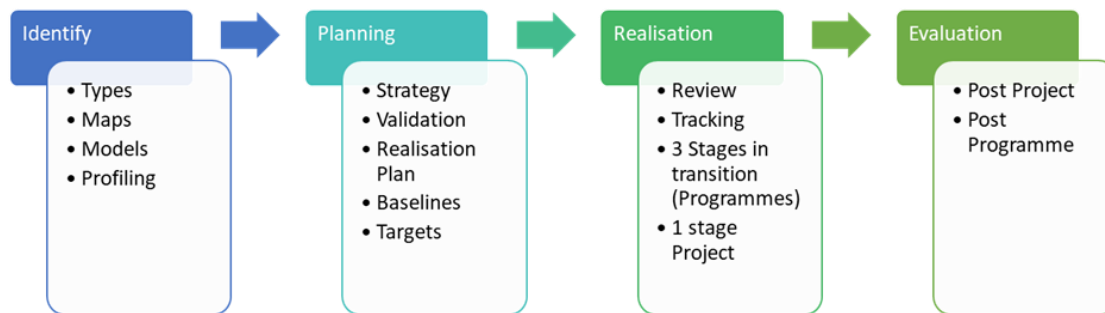 Identify
• Types
• Maps
• Models
• Profiling
Planning
• Strategy
• Validation
• Realisation
Plan
• Baselines
• Targets
Realisation
• Review
• Tracking
• 3 Stages in
transition
(Programmes)
• 1 stage
Project
Evaluation
• Post Project
• Post
Programme